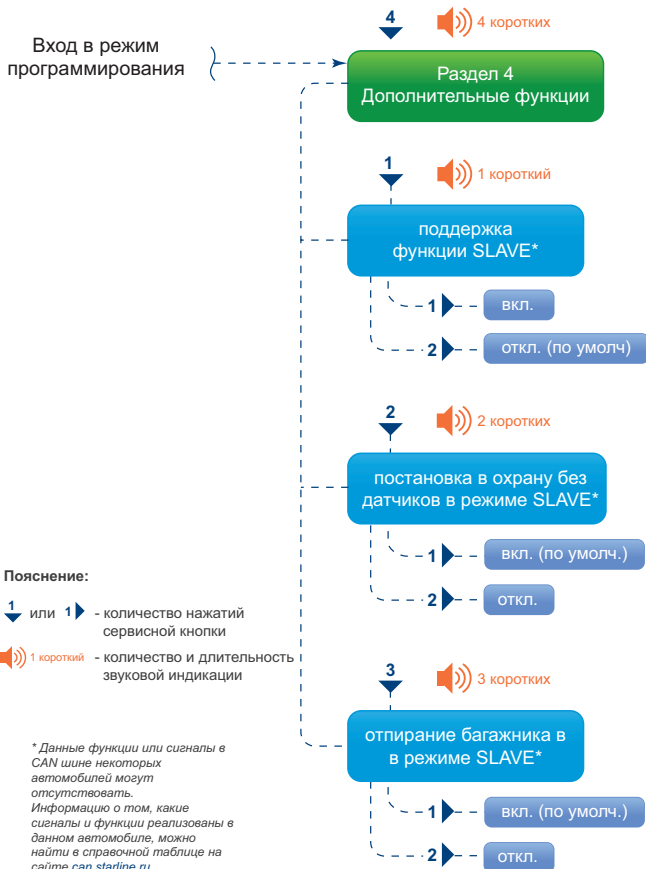 4
4 коротких
Вход в режим
программирования
Раздел 4
Дополнительные функции
1
1 короткий
поддержка
функции SLAVE*
1
вкл.
2
откл. (по умолч)
2
2 коротких
постановка в охрану без
датчиков в режиме SLAVE*
1
вкл. (по умолч.)
2
откл.
Пояснение:
1 или 1 - количество нажатий
сервисной кнопки
1 короткий - количество и длительность
звуковой индикации
3
3 коротких
отпирание багажника в
в режиме SLAVE*
1
вкл. (по умолч.)
2
откл.
* Данные функции или сигналы в
CAN шине некоторых
автомобилей могут
отсутствовать.
Информацию о том, какие
сигналы и функции реализованы в
данном автомобиле, можно
найти в справочной таблице на
сайте can.starline.ru